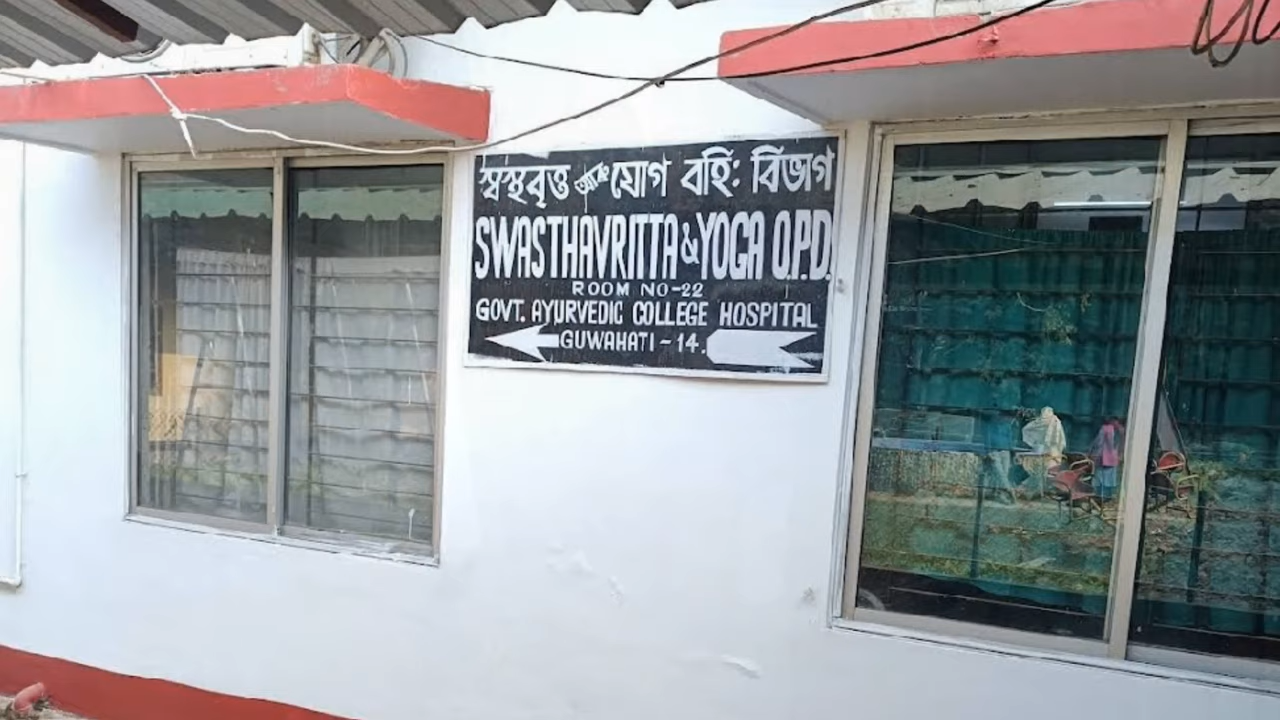 স্বস্থবৃত্ত আৰু যোগ বহিঃ বিভাগ
SWASTHAVRITTA & YOGA O.P.D.
ROOM NO-22
GOVT. AYURVEDIC COLLEGE HOSPITAL
GUWAHATI - 14.